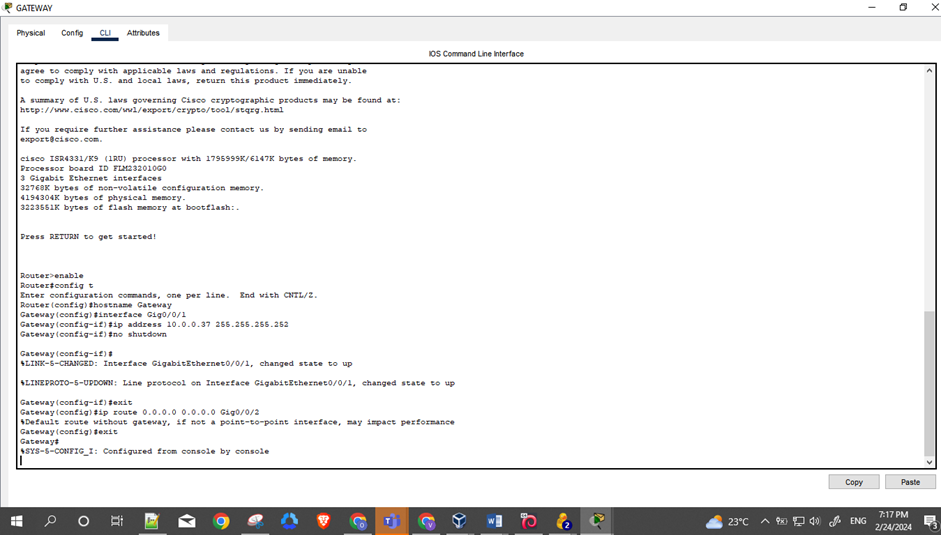 GATEWAY
Physical Config CLI Attributes
IOS Command Line Interface
agree to comply with applicable laws and regulations. If you are unable
to comply with U.S. and local laws, return this product immediately.
A summary of U.S. laws governing Cisco cryptographic products may be found at:
http://www.cisco.com/wwl/export/crypto/tool/stqrg.html
If you require further assistance please contact us by sending email to
export@cisco.com.
cisco ISR4331/K9 (1RU) processor with 1795999K/6147K bytes of memory.
Processor board ID FLM232010G0
3 Gigabit Ethernet interfaces
32768K bytes of non-volatile configuration memory.
4194304K bytes of physical memory.
3223551K bytes of flash memory at bootflash:.
Press RETURN to get started!
Router>enable
Router#config t
Enter configuration commands, one per line.  End with CNTL/Z.
Router(config)#hostname Gateway
Gateway(config)#interface Gig0/0/1
Gateway(config-if)#ip address 10.0.0.37 255.255.255.252
Gateway(config-if)#no shutdown
Gateway(config-if)#
%LINK-5-CHANGED: Interface GigabitEthernet0/0/1, changed state to up
%LINEPROTO-5-UPDOWN: Line protocol on Interface GigabitEthernet0/0/1, changed state to up
Gateway(config-if)#exit
Gateway(config)#ip route 0.0.0.0 0.0.0.0 Gig0/0/2
%Default route without gateway, if not a point-to-point interface, may impact performance
Gateway(config)#exit
Gateway#
%SYS-5-CONFIG_I: Configured from console by console
Copy Paste
23°C ENG 7:17 PM
2/24/2024